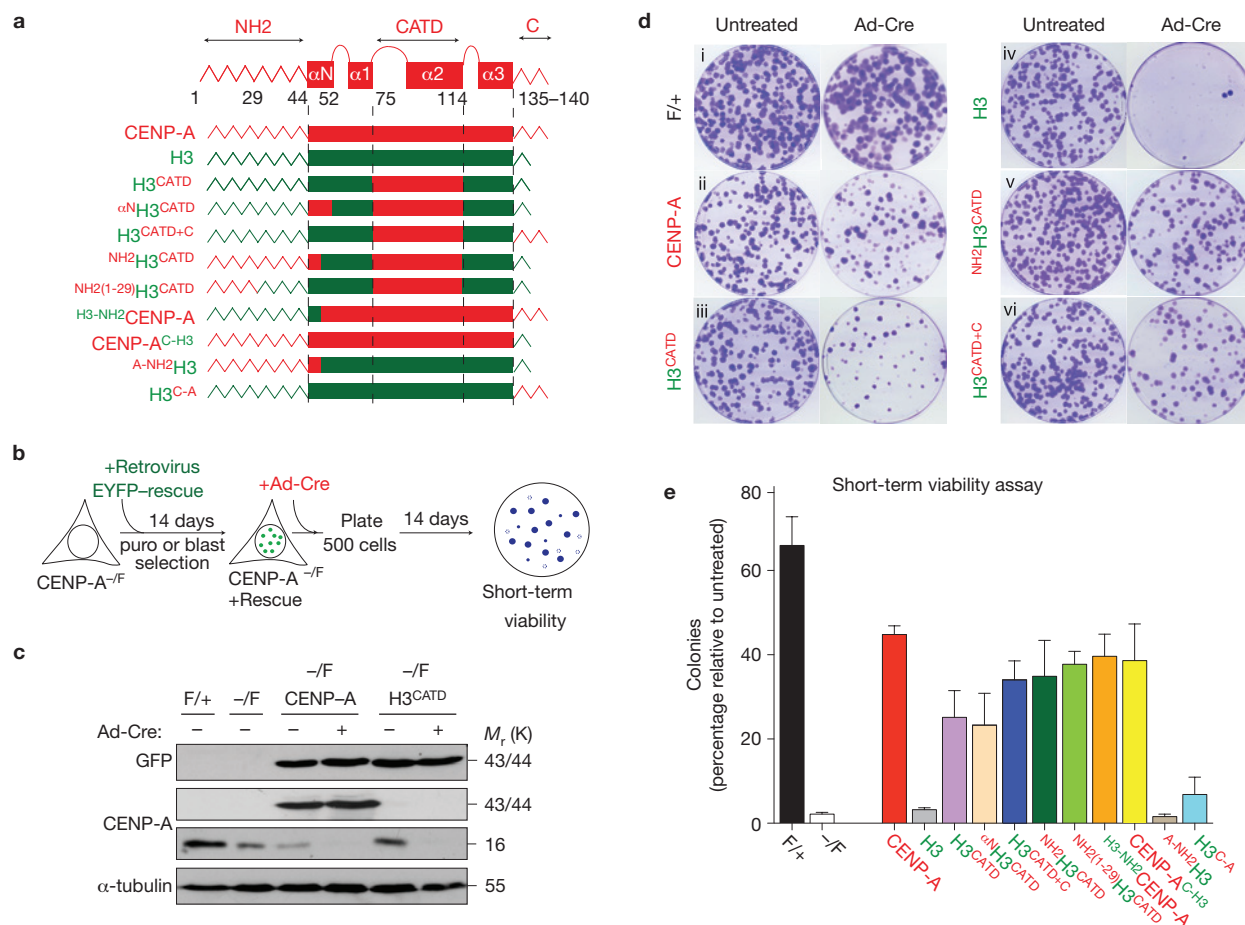 a
NH2 CATD C
αN α1 α2 α3
1 29 44 52 75 114 135–140
CENP-A
H3
H3CATD
αNH3CATD
H3CATD+C
NH2H3CATD
NH2(1-29)H3CATD
H3-NH2CENP-A
CENP-AC-H3
A-NH2H3
H3C-A
b
+Retrovirus
EYFP–rescue
14 days
puro or blast
selection
CENP-A–/F
+Ad-Cre
CENP-A –/F
+Rescue
Plate
500 cells
14 days
Short-term
viability
c
F/+ –/F –/F CENP–A –/F H3CATD
Ad-Cre: – – – + – + Mr (K)
GFP 43/44
CENP-A 43/44
16
α-tubulin 55
d
Untreated Ad-Cre Untreated Ad-Cre
i F/+
ii CENP-A
iii H3CATD
iv H3
v NH2H3CATD
vi H3CATD+C
e
Short-term viability assay
Colonies
(percentage relative to untreated)
80
60
40
20
0
F/+
–/F
CENP-A
H3
H3CATD
αNH3CATD
H3CATD+C
NH2H3CATD
NH2(1-29)H3CATD
H3-NH2CENP-A
CENP-AC-H3
A-NH2H3
H3C-A